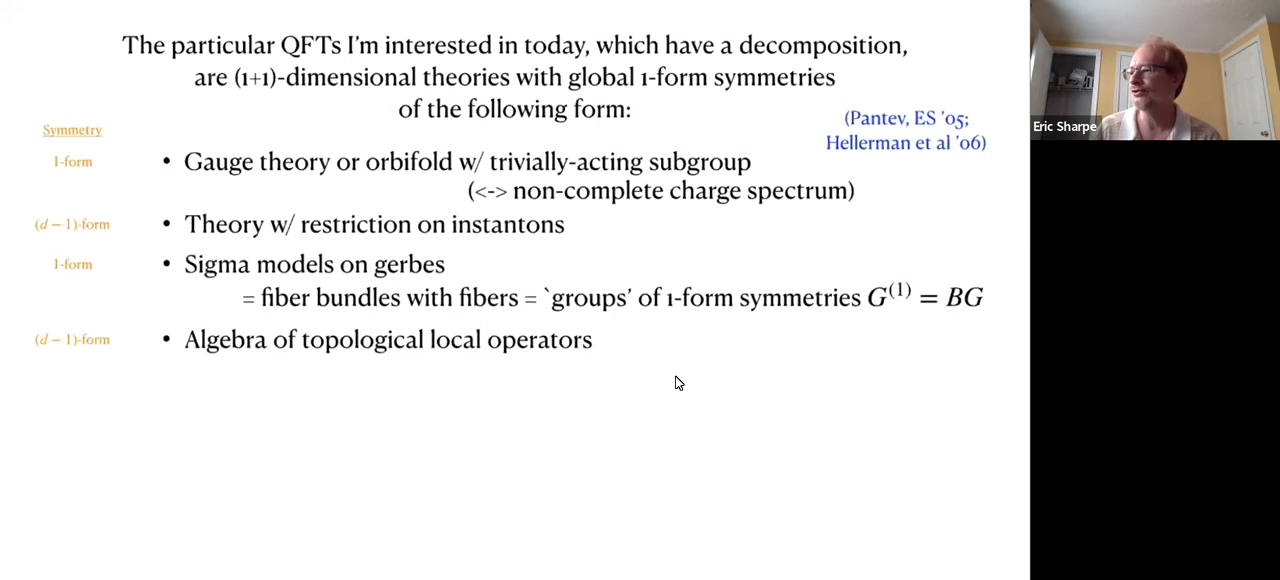 The particular QFTs I'm interested in today, which have a decomposition,
are (1+1)-dimensional theories with global 1-form symmetries
of the following form:
(Pantev, ES '05;
Hellerman et al '06)
Symmetry
1-form • Gauge theory or orbifold w/ trivially-acting subgroup
(<-> non-complete charge spectrum)
(d − 1)-form • Theory w/ restriction on instantons
1-form • Sigma models on gerbes
= fiber bundles with fibers = `groups' of 1-form symmetries G⁽¹⁾ = BG
(d − 1)-form • Algebra of topological local operators
Eric Sharpe